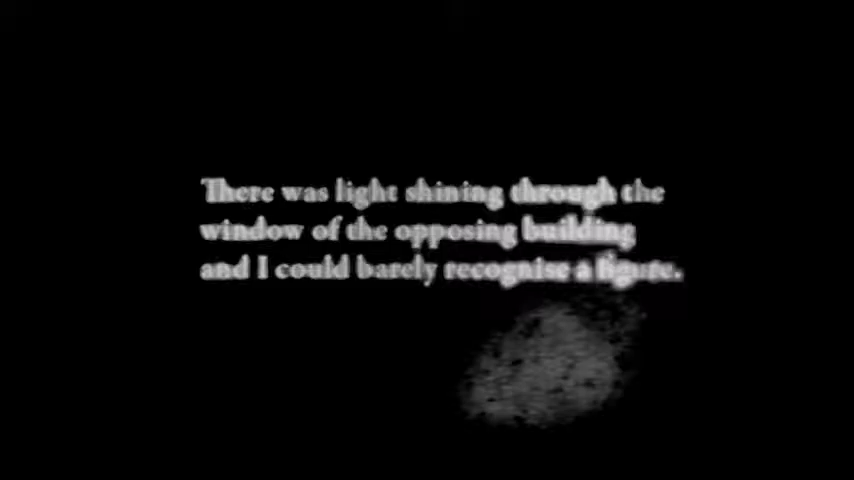 There was light shining through the
window of the opposing building
and I could barely recognise a figure.